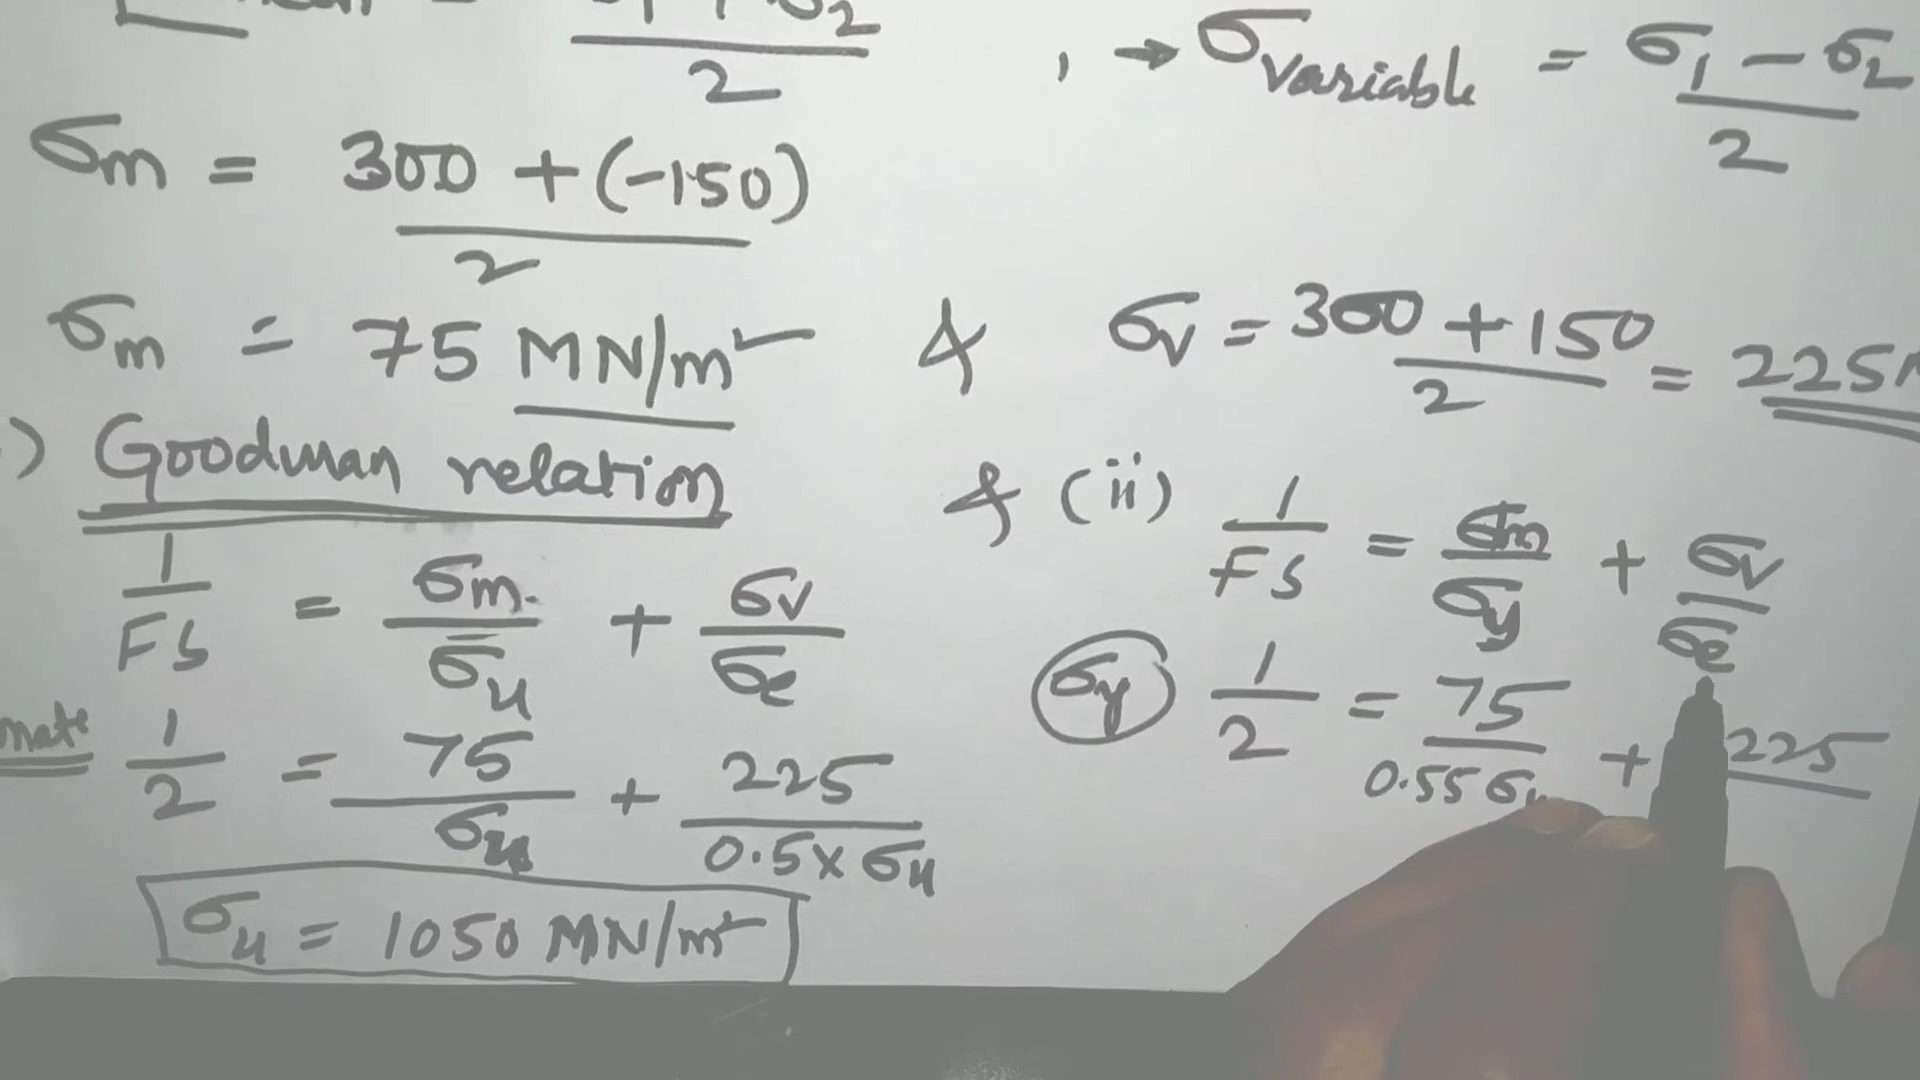 σ2 / 2 , → σvariable = σ1 - σ2 / 2
σm = 300 + (-150) / 2
σm = 75 MN/m² & σv = 300 + 150 / 2 = 225
) Goodman relation & (ii) 1/FS = σm/σy + σv/σe
1/FS = σm/σu + σv/σe
σy 1/2 = 75/0.55σu + 225
1/2 = 75/σu + 225/0.5×σu
σu = 1050 MN/m²